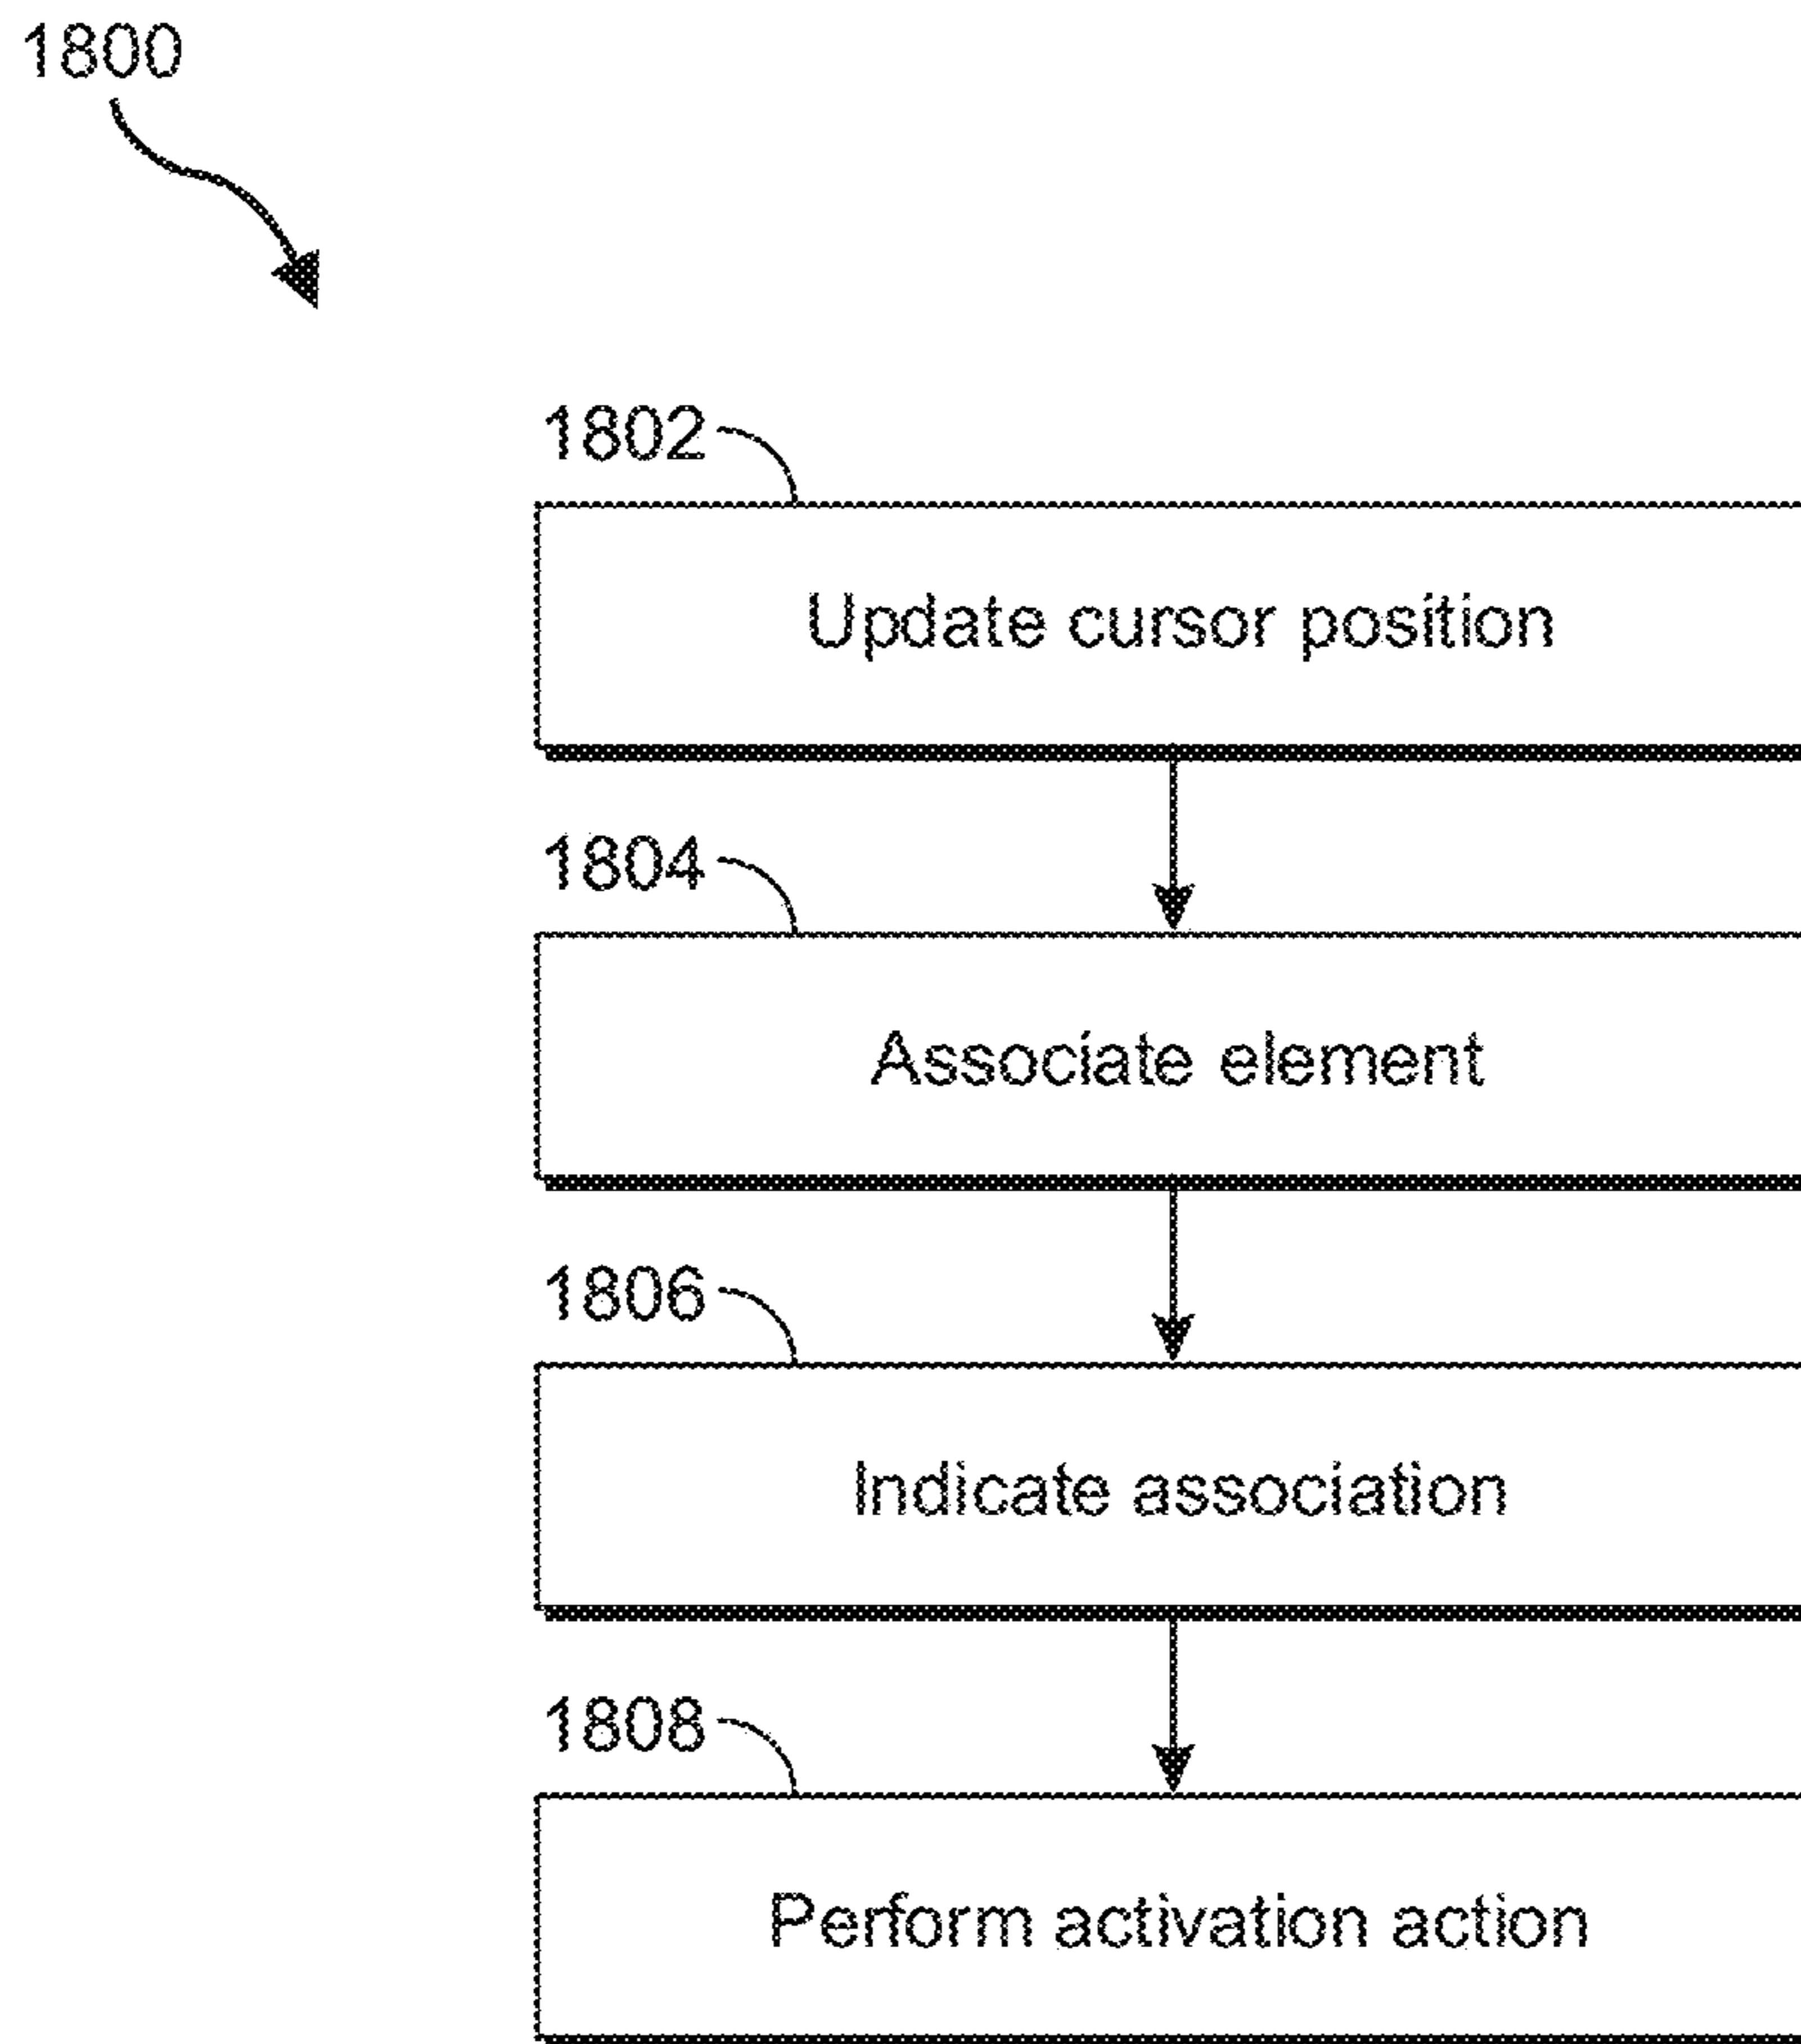 1800
1802
Update cursor position
1804
Associate element
1806
Indicate association
1808
Perform activation action